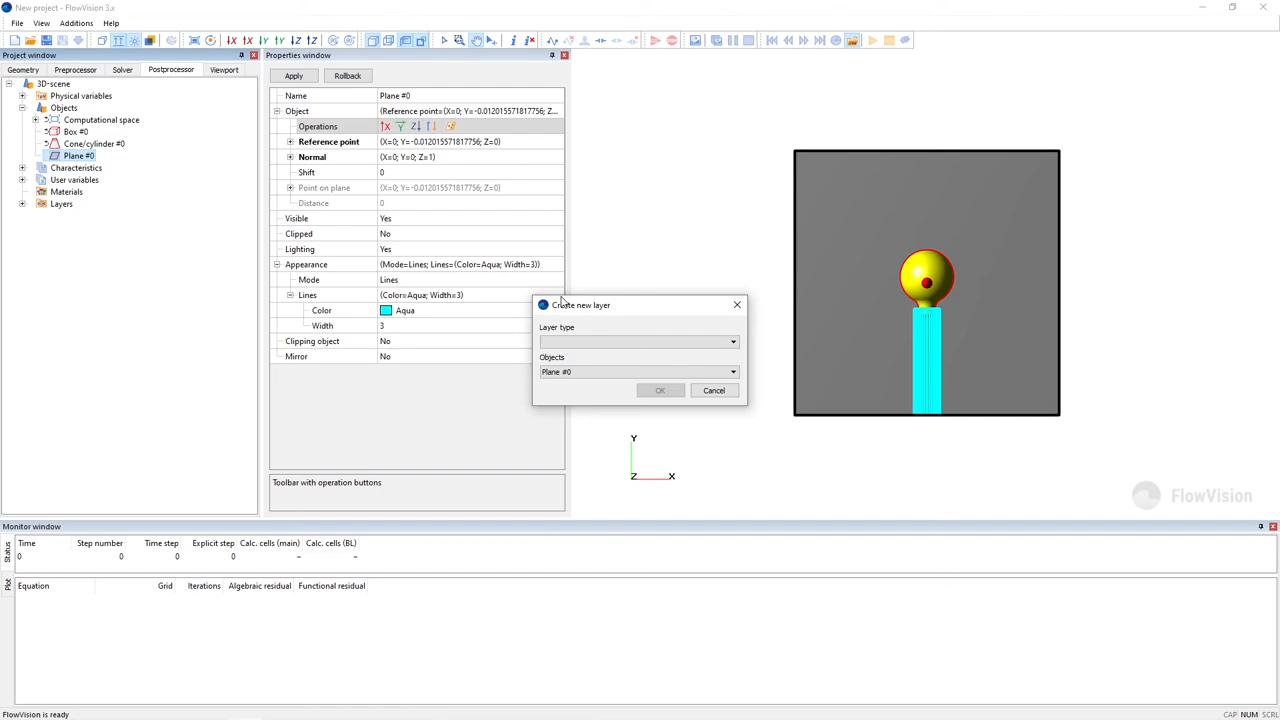 New project - FlowVision 3.x
File View Additions Help
Project window
Properties window
Geometry Preprocessor Solver Postprocessor Viewport
Apply Rollback
3D-scene
Physical variables
Objects
Computational space
Box #0
Cone/cylinder #0
Plane #0
Characteristics
User variables
Materials
Layers
Name Plane #0
Object (Reference point=(X=0; Y=-0.012015571817756; Z...
Operations
Reference point (X=0; Y=-0.012015571817756; Z=0)
Normal (X=0; Y=0; Z=1)
Shift 0
Point on plane (X=0; Y=-0.012015571817756; Z=0)
Distance 0
Visible Yes
Clipped No
Lighting Yes
Appearance (Mode=Lines; Lines=(Color=Aqua; Width=3))
Mode Lines
Lines (Color=Aqua; Width=3)
Color Aqua
Width 3
Clipping object No
Mirror No
Toolbar with operation buttons
Create new layer
Layer type
Objects
Plane #0
OK Cancel
Y
Z X
FlowVision
Monitor window
Status
Plot
Time Step number Time step Explicit step Calc. cells (main) Calc. cells (BL)
0 0 0 0 – –
Equation Grid Iterations Algebraic residual Functional residual
FlowVision is ready
CAP NUM SCRL